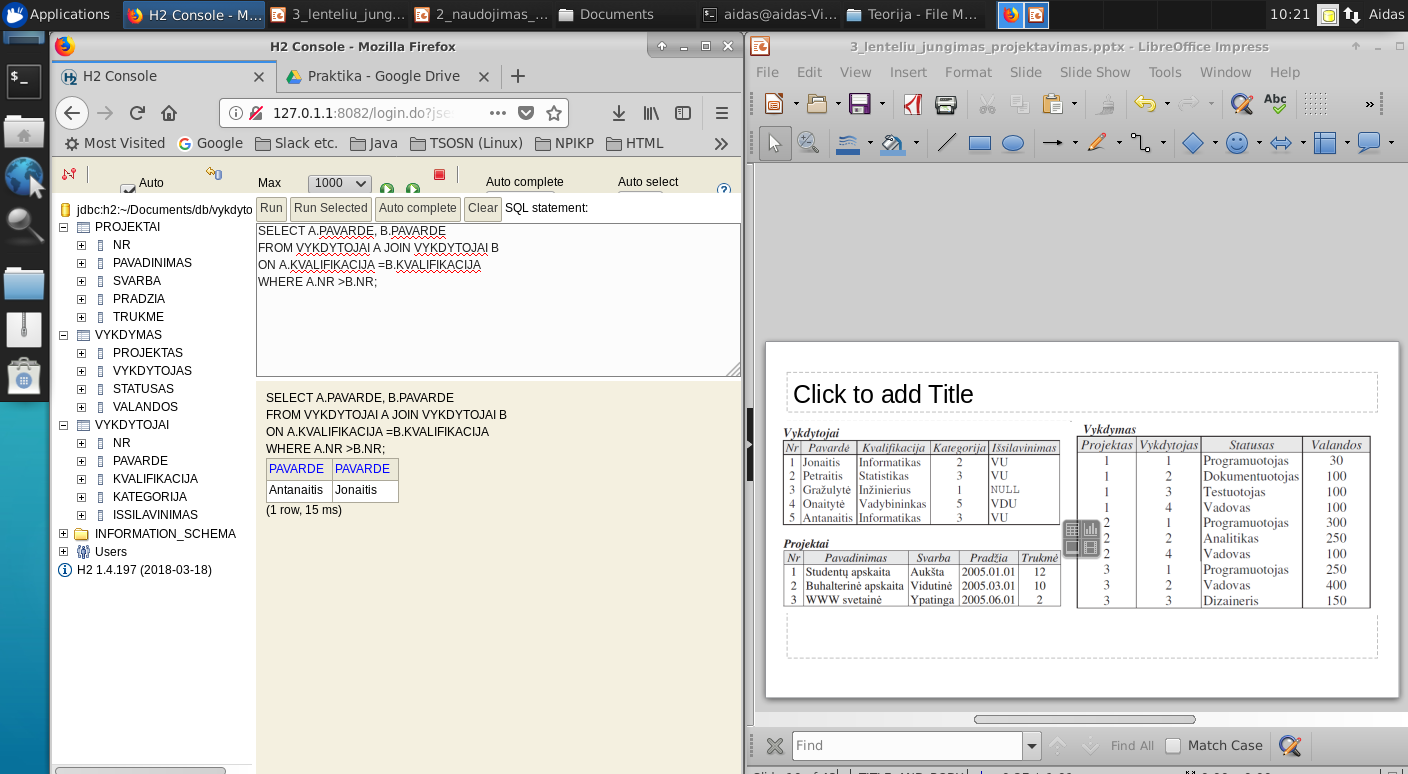 Applications
H2 Console - M...
3_lenteliu_jung...
2_naudojimas_...
Documents
aidas@aidas-Vi...
Teorija - File M...
10:21
Aidas
H2 Console - Mozilla Firefox
H2 Console
Praktika - Google Drive
127.0.1.1:8082/login.do?jse
Most Visited
Google
Slack etc.
Java
TSOSN (Linux)
NPIKP
HTML
Auto
Max
1000
Auto complete
Auto select
jdbc:h2:~/Documents/db/vykdyto
PROJEKTAI
NR
PAVADINIMAS
SVARBA
PRADZIA
TRUKME
VYKDYMAS
PROJEKTAS
VYKDYTOJAS
STATUSAS
VALANDOS
VYKDYTOJAI
NR
PAVARDE
KVALIFIKACIJA
KATEGORIJA
ISSILAVINIMAS
INFORMATION_SCHEMA
Users
H2 1.4.197 (2018-03-18)
Run Run Selected Auto complete Clear SQL statement:
SELECT A.PAVARDE, B.PAVARDE
FROM VYKDYTOJAI A JOIN VYKDYTOJAI B
ON A.KVALIFIKACIJA =B.KVALIFIKACIJA
WHERE A.NR >B.NR;
SELECT A.PAVARDE, B.PAVARDE
FROM VYKDYTOJAI A JOIN VYKDYTOJAI B
ON A.KVALIFIKACIJA =B.KVALIFIKACIJA
WHERE A.NR >B.NR;
PAVARDE PAVARDE
Antanaitis Jonaitis
(1 row, 15 ms)
3_lenteliu_jungimas_projektavimas.pptx - LibreOffice Impress
File Edit View Insert Format Slide Slide Show Tools Window Help
Click to add Title
Vykdytojai
Nr Pavardė Kvalifikacija Kategorija Išsilavinimas
1 Jonaitis Informatikas 2 VU
2 Petraitis Statistikas 3 VU
3 Gražulytė Inžinierius 1 NULL
4 Onaitytė Vadybininkas 5 VDU
5 Antanaitis Informatikas 3 VU
Projektai
Nr Pavadinimas Svarba Pradžia Trukmė
1 Studentų apskaita Aukšta 2005.01.01 12
2 Buhalterinė apskaita Vidutinė 2005.03.01 10
3 WWW svetainė Ypatinga 2005.06.01 2
Vykdymas
Projektas Vykdytojas Statusas Valandos
1 1 Programuotojas 30
1 2 Dokumentuotojas 100
1 3 Testuotojas 100
1 4 Vadovas 100
2 1 Programuotojas 300
2 2 Analitikas 250
2 4 Vadovas 100
3 1 Programuotojas 250
3 2 Vadovas 400
3 3 Dizaineris 150
Find
Find All
Match Case